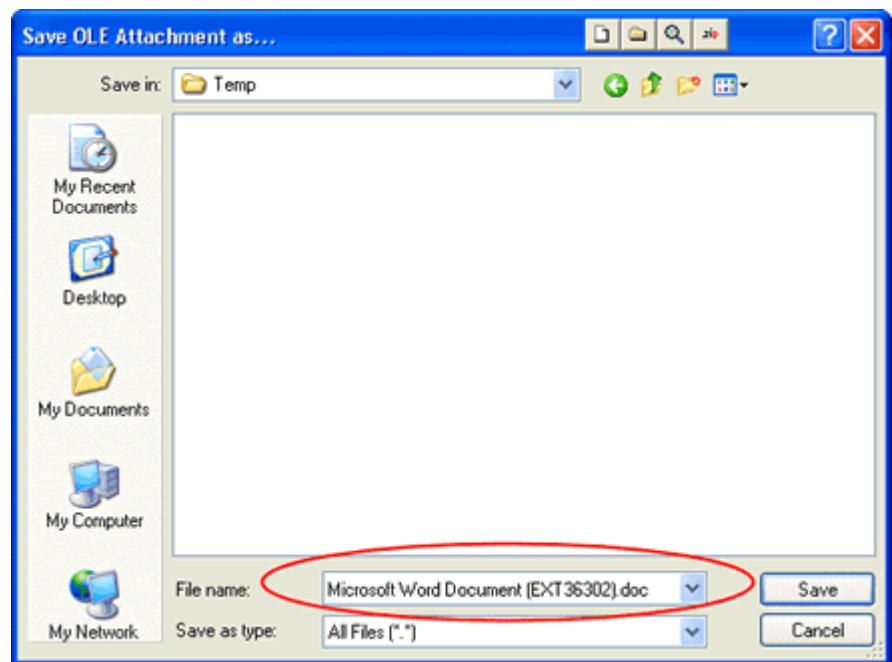 Save OLE Attachment as...
Save in:
Temp
My Recent
Documents
Desktop
My Documents
My Computer
My Network
File name:
Microsoft Word Document (EXT36302).doc
Save
Save as type:
All Files (*.*)
Cancel